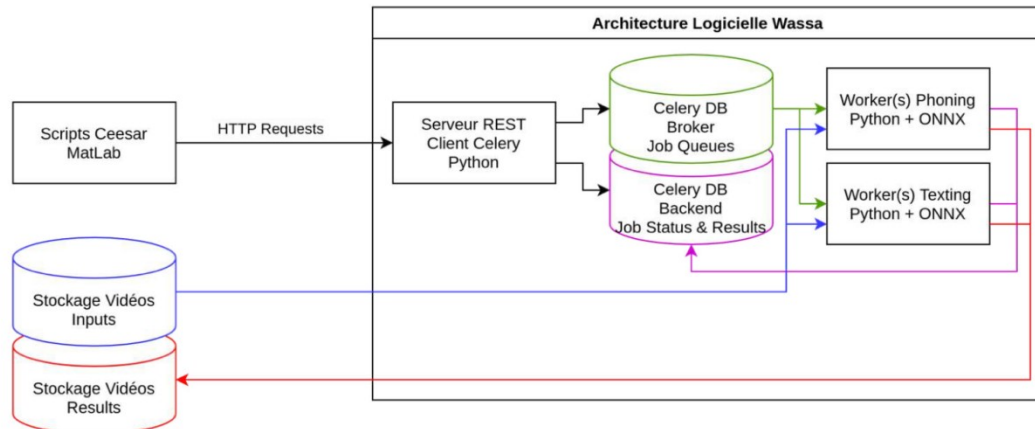 Architecture Logicielle Wassa
Scripts Ceesar
MatLab
HTTP Requests
Serveur REST
Client Celery
Python
Celery DB
Broker
Job Queues
Celery DB
Backend
Job Status & Results
Worker(s) Phoning
Python + ONNX
Worker(s) Texting
Python + ONNX
Stockage Vidéos
Inputs
Stockage Vidéos
Results